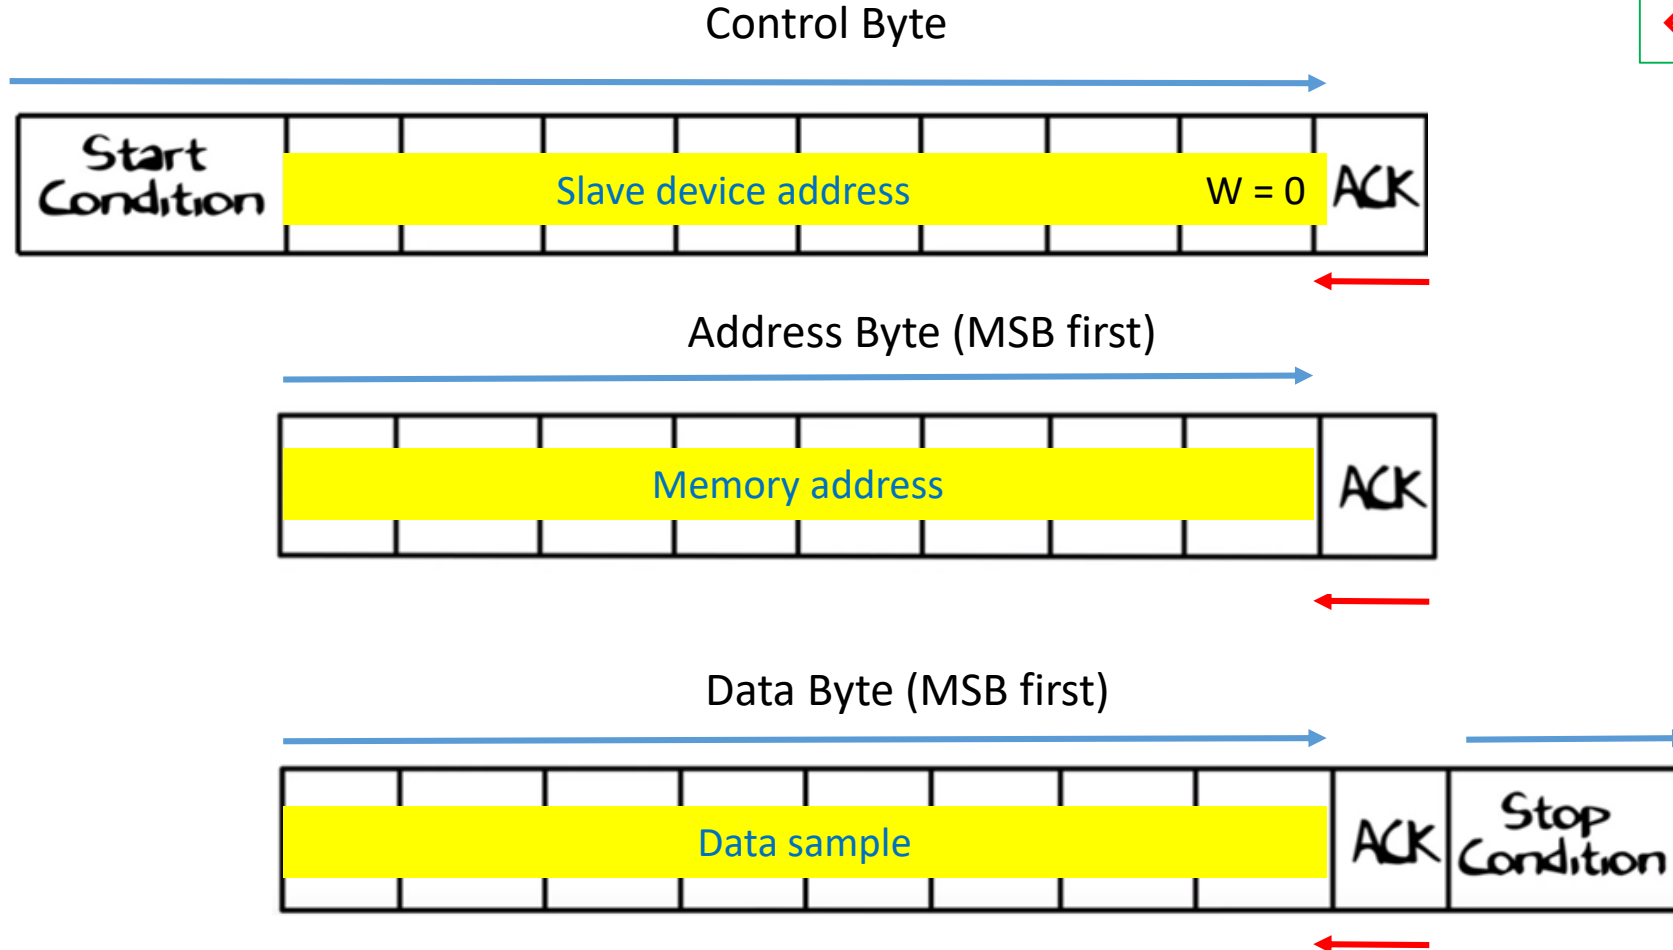 Control Byte
Start
Condition
Slave device address
W = 0
ACK
Address Byte (MSB first)
Memory address
ACK
Data Byte (MSB first)
Data sample
ACK
Stop
Condition